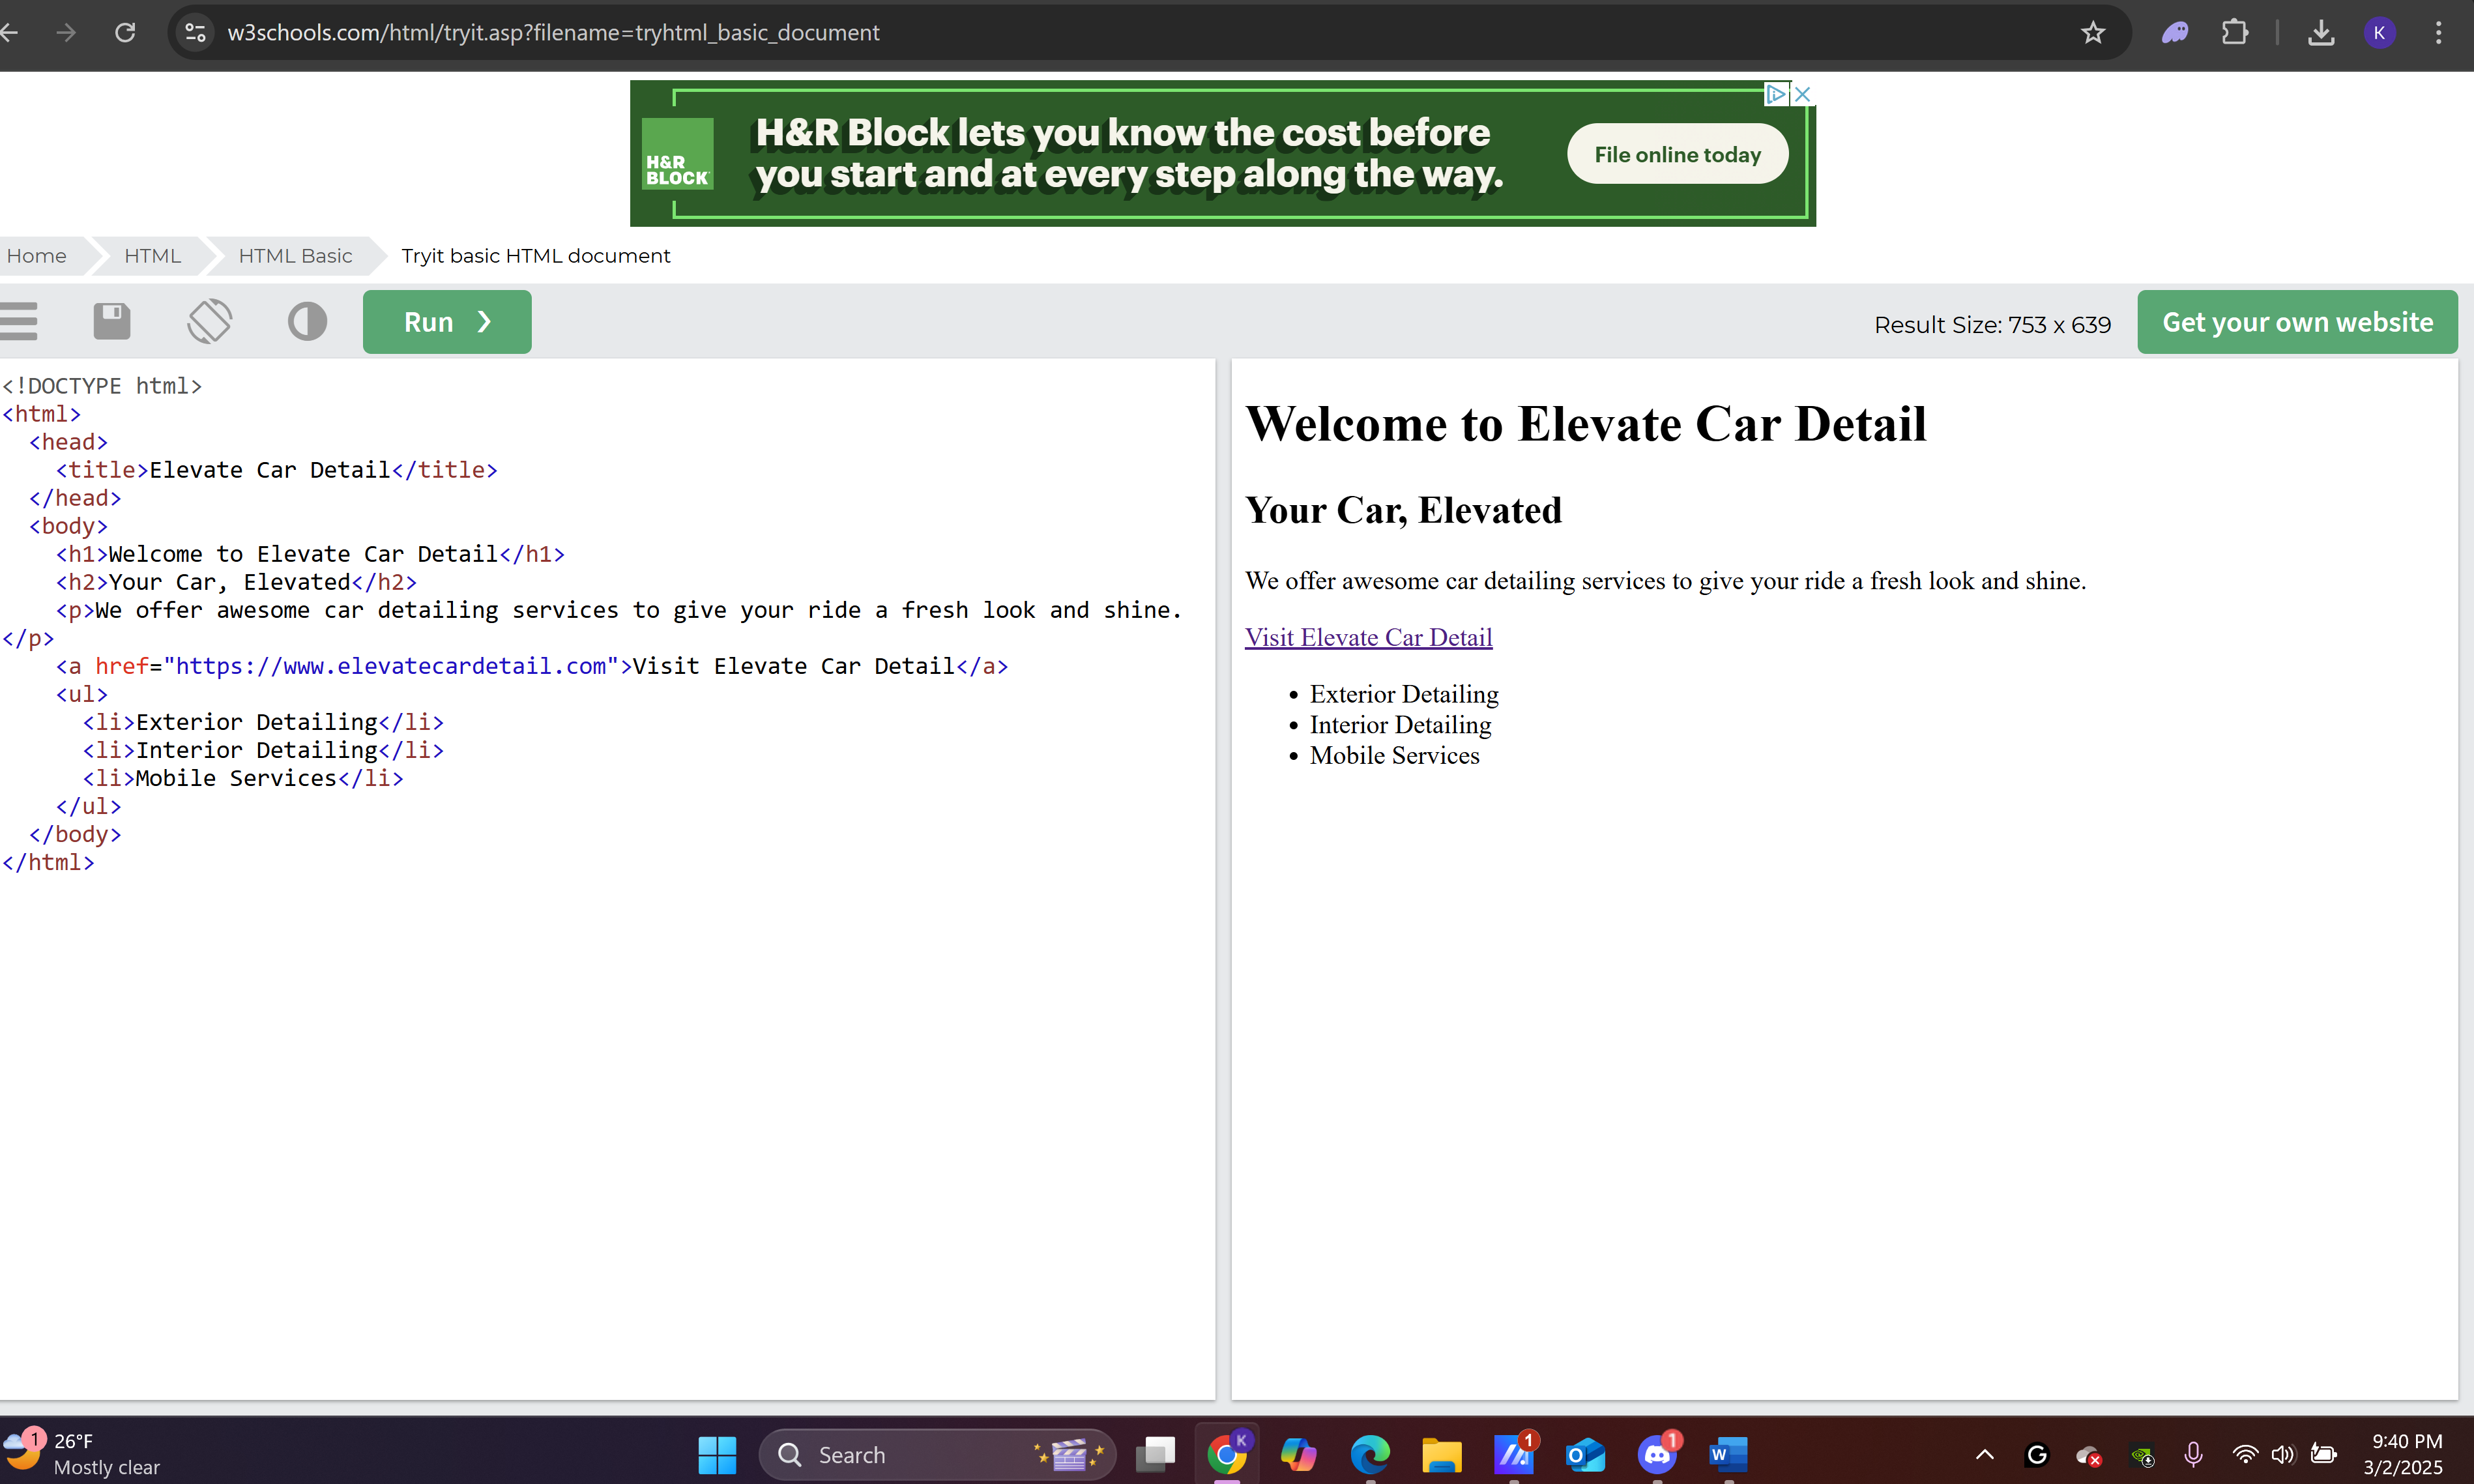 w3schools.com/html/tryit.asp?filename=tryhtml_basic_document
K
H&R
BLOCK
H&R Block lets you know the cost before
you start and at every step along the way.
File online today
Home
HTML
HTML Basic
Tryit basic HTML document
Run ❯
Result Size: 753 x 639
Get your own website
<!DOCTYPE html>
<html>
  <head>
    <title>Elevate Car Detail</title>
  </head>
  <body>
    <h1>Welcome to Elevate Car Detail</h1>
    <h2>Your Car, Elevated</h2>
    <p>We offer awesome car detailing services to give your ride a fresh look and shine.
</p>
    <a href="https://www.elevatecardetail.com">Visit Elevate Car Detail</a>
    <ul>
      <li>Exterior Detailing</li>
      <li>Interior Detailing</li>
      <li>Mobile Services</li>
    </ul>
  </body>
</html>
Welcome to Elevate Car Detail
Your Car, Elevated
We offer awesome car detailing services to give your ride a fresh look and shine.
Visit Elevate Car Detail
• Exterior Detailing
• Interior Detailing
• Mobile Services
1
26°F
Mostly clear
Search
K
1
O
1
W
G
9:40 PM
3/2/2025